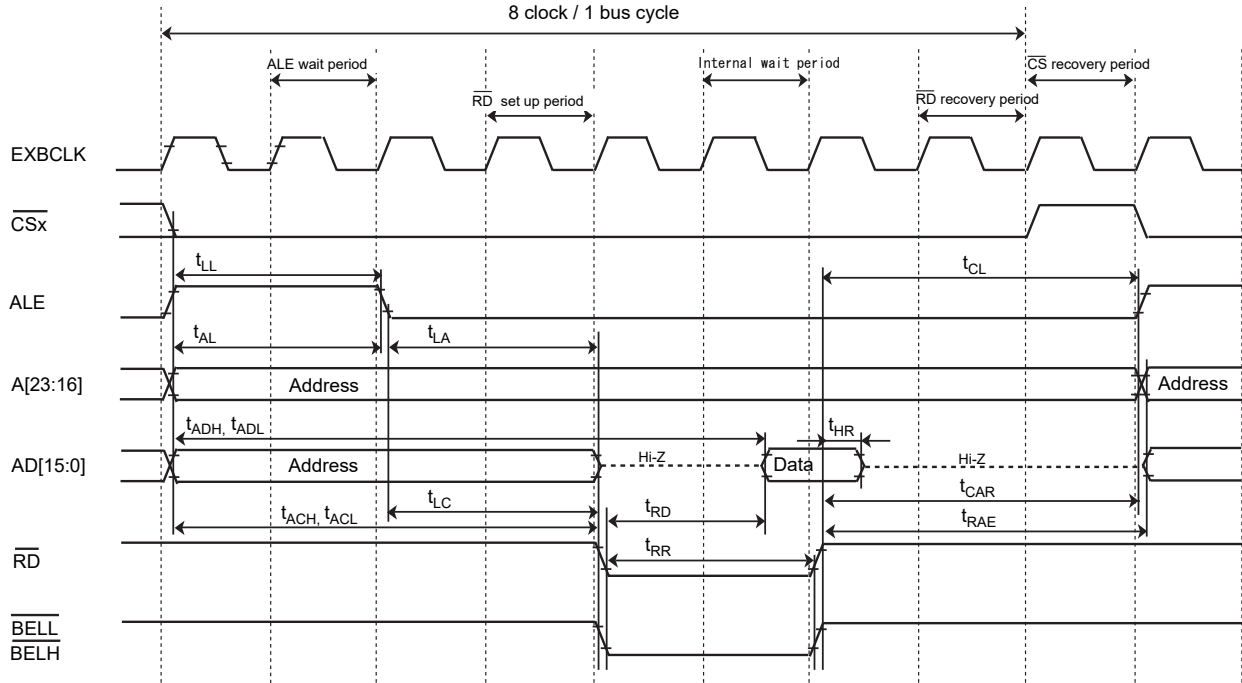 8 clock / 1 bus cycle
ALE wait period
Internal wait period
CS recovery period
RD set up period
RD recovery period
EXBCLK
CSx
tLL
tCL
ALE
tAL
tLA
A[23:16]
Address
Address
tADH, tADL
tHR
AD[15:0]
Address
Hi-Z
Data
Hi-Z
tLC
tCAR
tACH, tACL
tRD
tRAE
RD
tRR
BELL
BELH